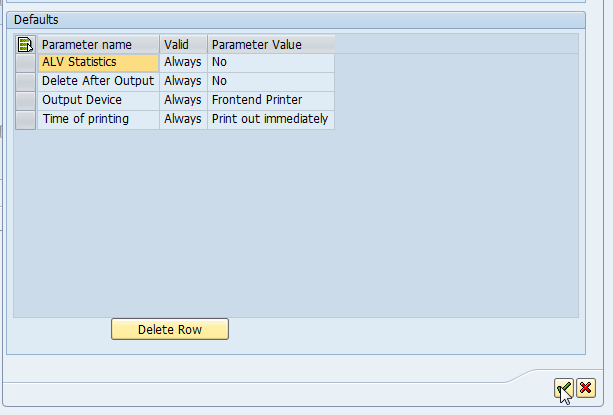 Defaults
Parameter name Valid Parameter Value
ALV Statistics Always No
Delete After Output Always No
Output Device Always Frontend Printer
Time of printing Always Print out immediately
Delete Row